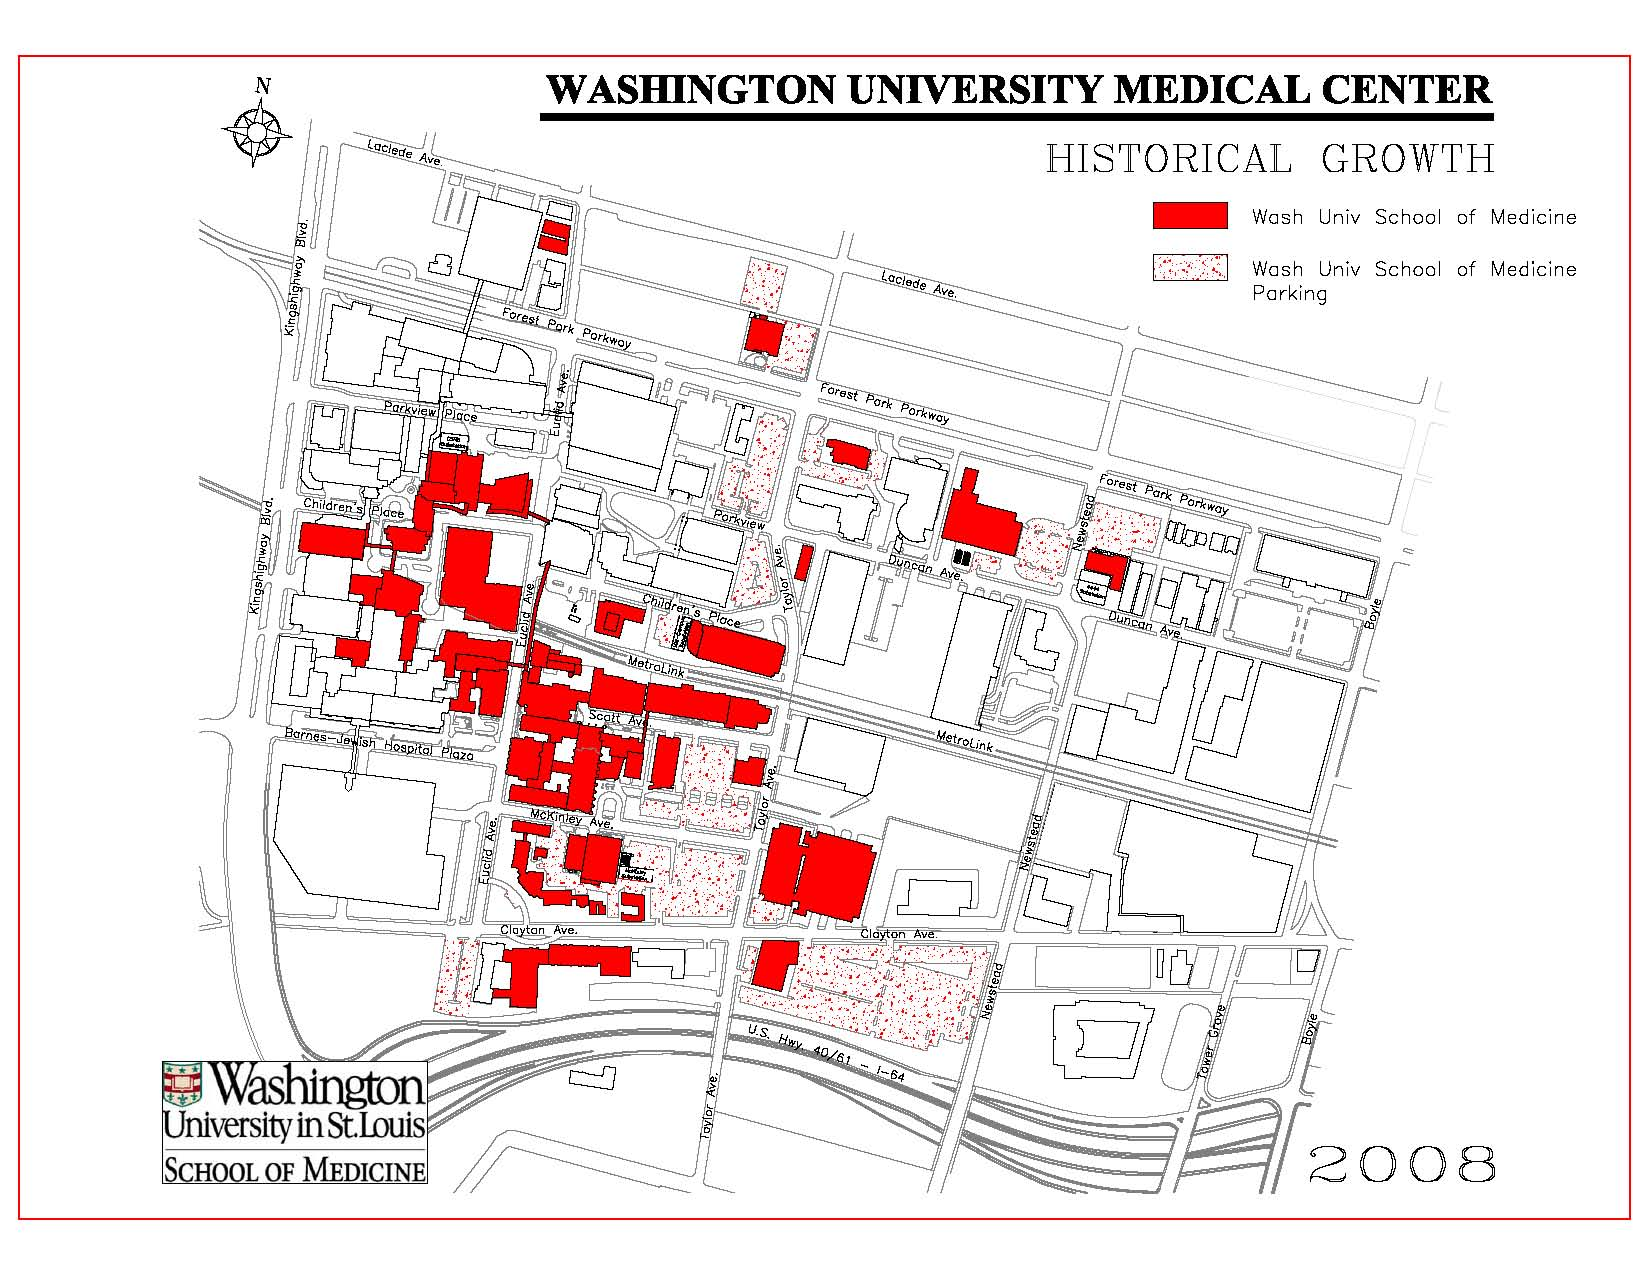 N
WASHINGTON UNIVERSITY MEDICAL CENTER
HISTORICAL GROWTH
Wash Univ School of Medicine
Wash Univ School of Medicine
Parking
Laclede Ave.
Kingshighway Blvd.
Laclede Ave.
Forest Park Parkway
Forest Park Parkway
Euclid Ave.
Parkview Place
Forest Park Parkway
Newstead
Children's Place
Parkview
Kingshighway Blvd.
Taylor Ave.
Duncan Ave.
Euclid Ave
Children's Place
Duncan Ave.
Boyle
MetroLink
Scott Ave
Barnes-Jewish Hospital Plaza
MetroLink
Taylor Ave.
McKinley Ave.
Euclid Ave.
Newstead
Clayton Ave.
Clayton Ave.
Newstead
U.S. Hwy. 40/61 - I-64
Tower Grove
Boyle
Taylor Ave.
Washington
University in St. Louis
SCHOOL OF MEDICINE
2008